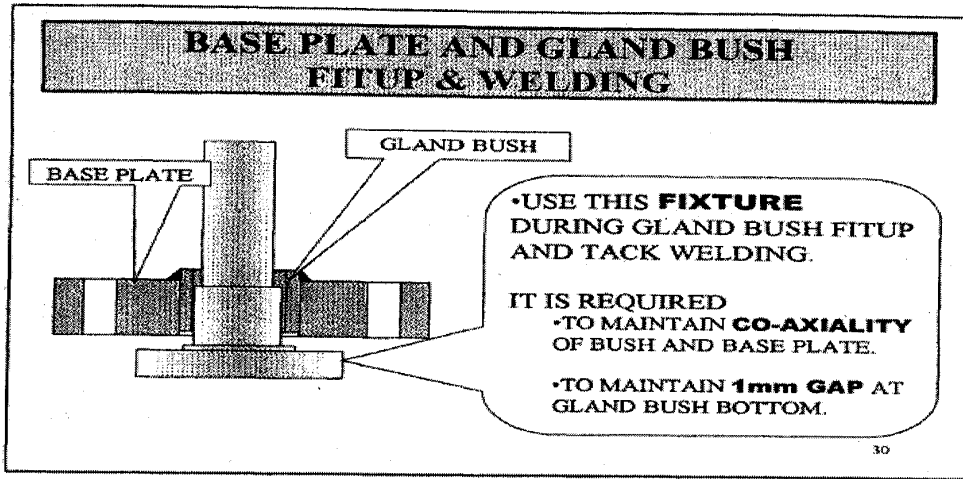 BASE PLATE AND GLAND BUSH
FITUP & WELDING
GLAND BUSH
BASE PLATE
•USE THIS FIXTURE
DURING GLAND BUSH FITUP
AND TACK WELDING.
IT IS REQUIRED
•TO MAINTAIN CO-AXIALITY
OF BUSH AND BASE PLATE.
•TO MAINTAIN 1mm GAP AT
GLAND BUSH BOTTOM.
30